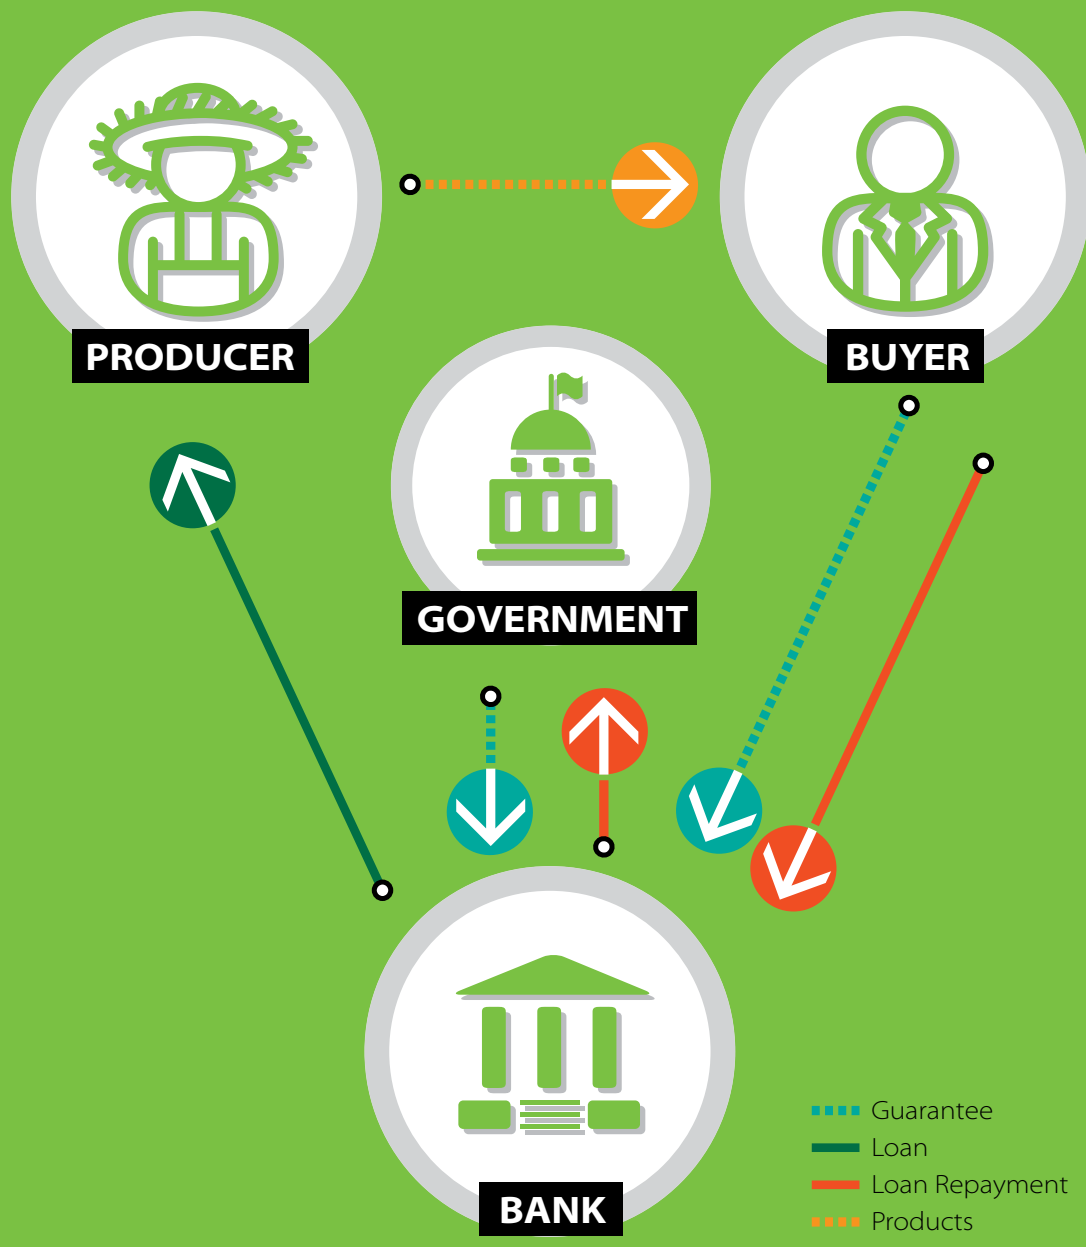 PRODUCER
BUYER
GOVERNMENT
BANK
Guarantee
Loan
Loan Repayment
Products